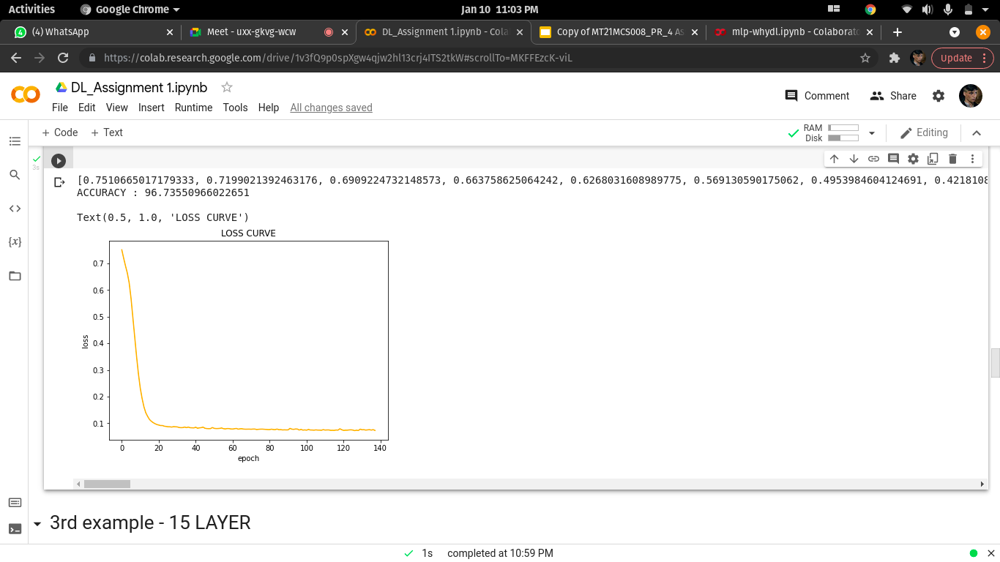 Activities Google Chrome Jan 10 11:03 PM
(4) WhatsApp Meet - uxx-gkvg-wcw DL_Assignment 1.ipynb - Cola Copy of MT21MCS008_PR_4 As mlp-whydl.ipynb - Colaborato
https://colab.research.google.com/drive/1v3fQ9p0spXgw4qjw2hl13crj4ITS2tkW#scrollTo=MKFFEzcK-viL Update
DL_Assignment 1.ipynb
File Edit View Insert Runtime Tools Help All changes saved
Comment Share
+ Code + Text
RAM
Disk
Editing
3s
[0.7510665017179333, 0.7199021392463176, 0.6909224732148573, 0.663758625064242, 0.6268031608989775, 0.569130590175062, 0.4953984604124691, 0.4218108
ACCURACY : 96.73550966022651
Text(0.5, 1.0, 'LOSS CURVE')
LOSS CURVE
0.7
0.6
0.5
0.4
0.3
0.2
0.1
loss
0 20 40 60 80 100 120 140
epoch
{x}
3rd example - 15 LAYER
1s completed at 10:59 PM